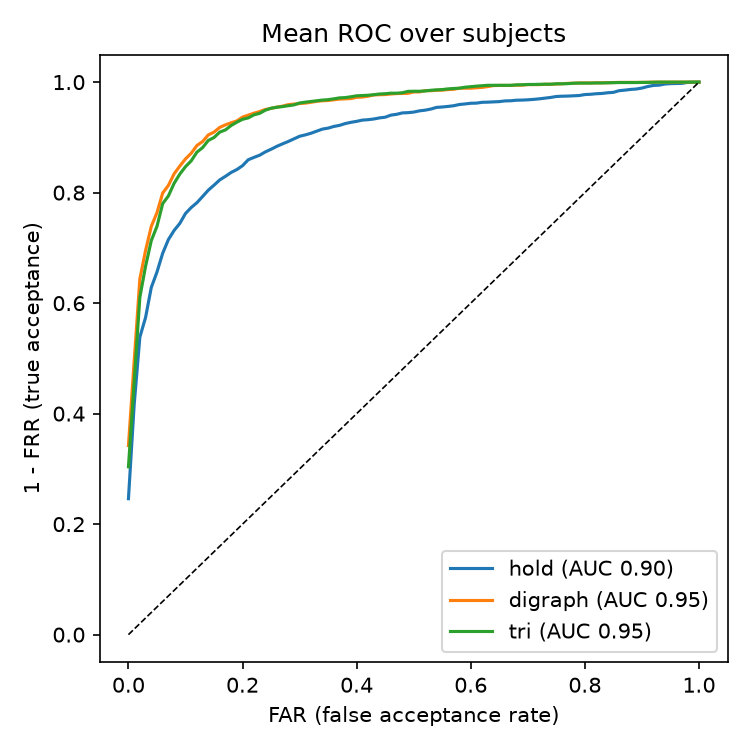 Mean ROC over subjects
1 - FRR (true acceptance)
1.0
0.8
0.6
0.4
0.2
0.0
hold (AUC 0.90)
digraph (AUC 0.95)
tri (AUC 0.95)
0.0 0.2 0.4 0.6 0.8 1.0
FAR (false acceptance rate)